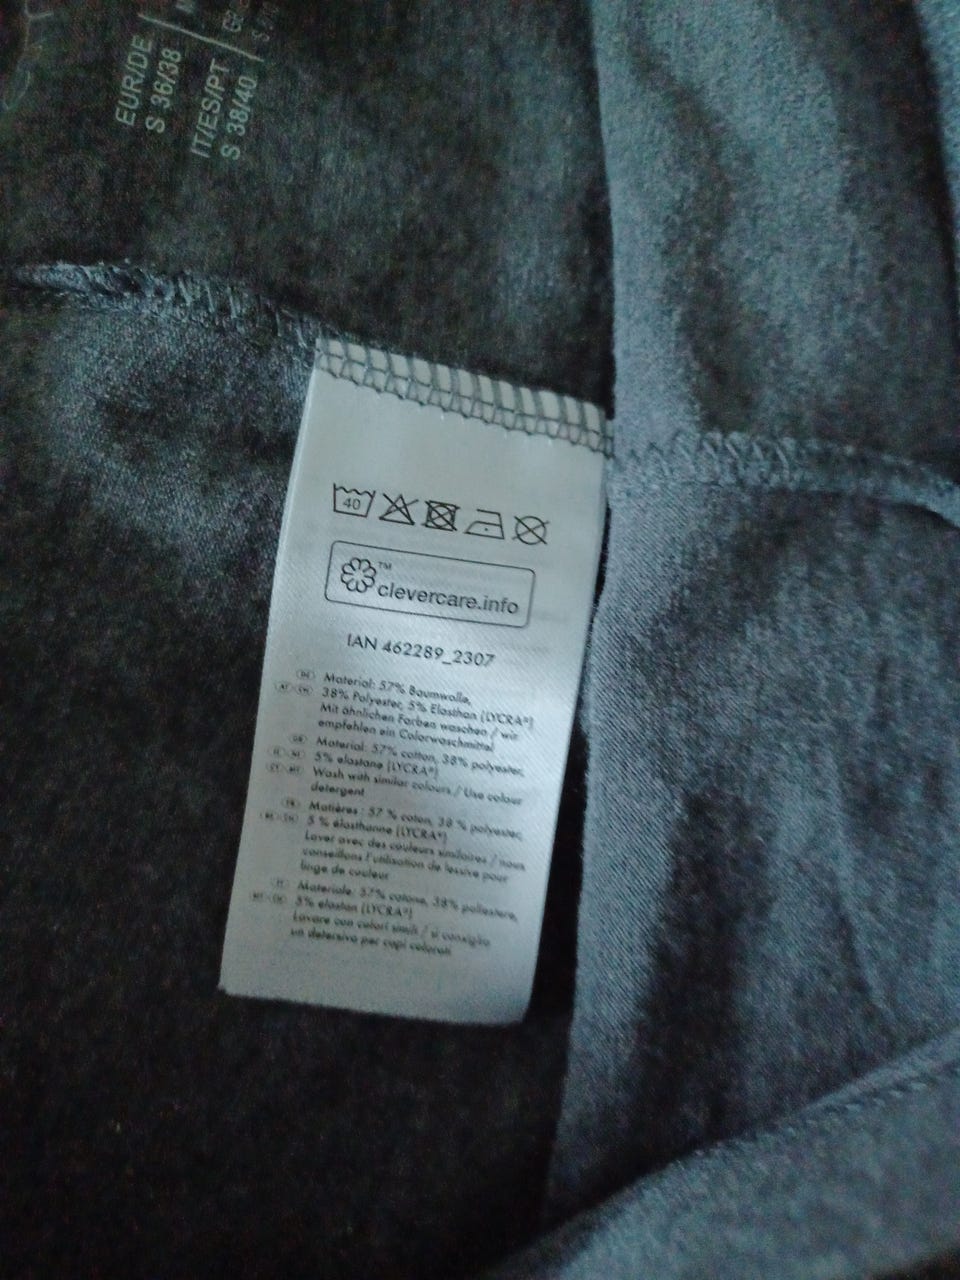 EUR/DE
S 36/38
IT/ES/PT
S 38/40
40
™
clevercare.info
IAN 462289_2307
DE
Material: 57% Baumwolle,
38% Polyester, 5% Elasthan (LYCRA®)
Mit ähnlichen Farben waschen / wir
empfehlen ein Colorwaschmittel
Material: 57% cotton, 38% polyester,
5% elastane (LYCRA®)
Wash with similar colours / Use colour
detergent
Matières : 57 % coton, 38 % polyester,
5 % élasthanne (LYCRA®)
Laver avec des couleurs similaires / nous
conseillons l'utilisation de lessive pour
linge de couleur
Materiale: 57% cotone, 38% poliestere,
5% elastan (LYCRA®)
Lavare con colori simili / si consiglia
un detersivo per capi colorati